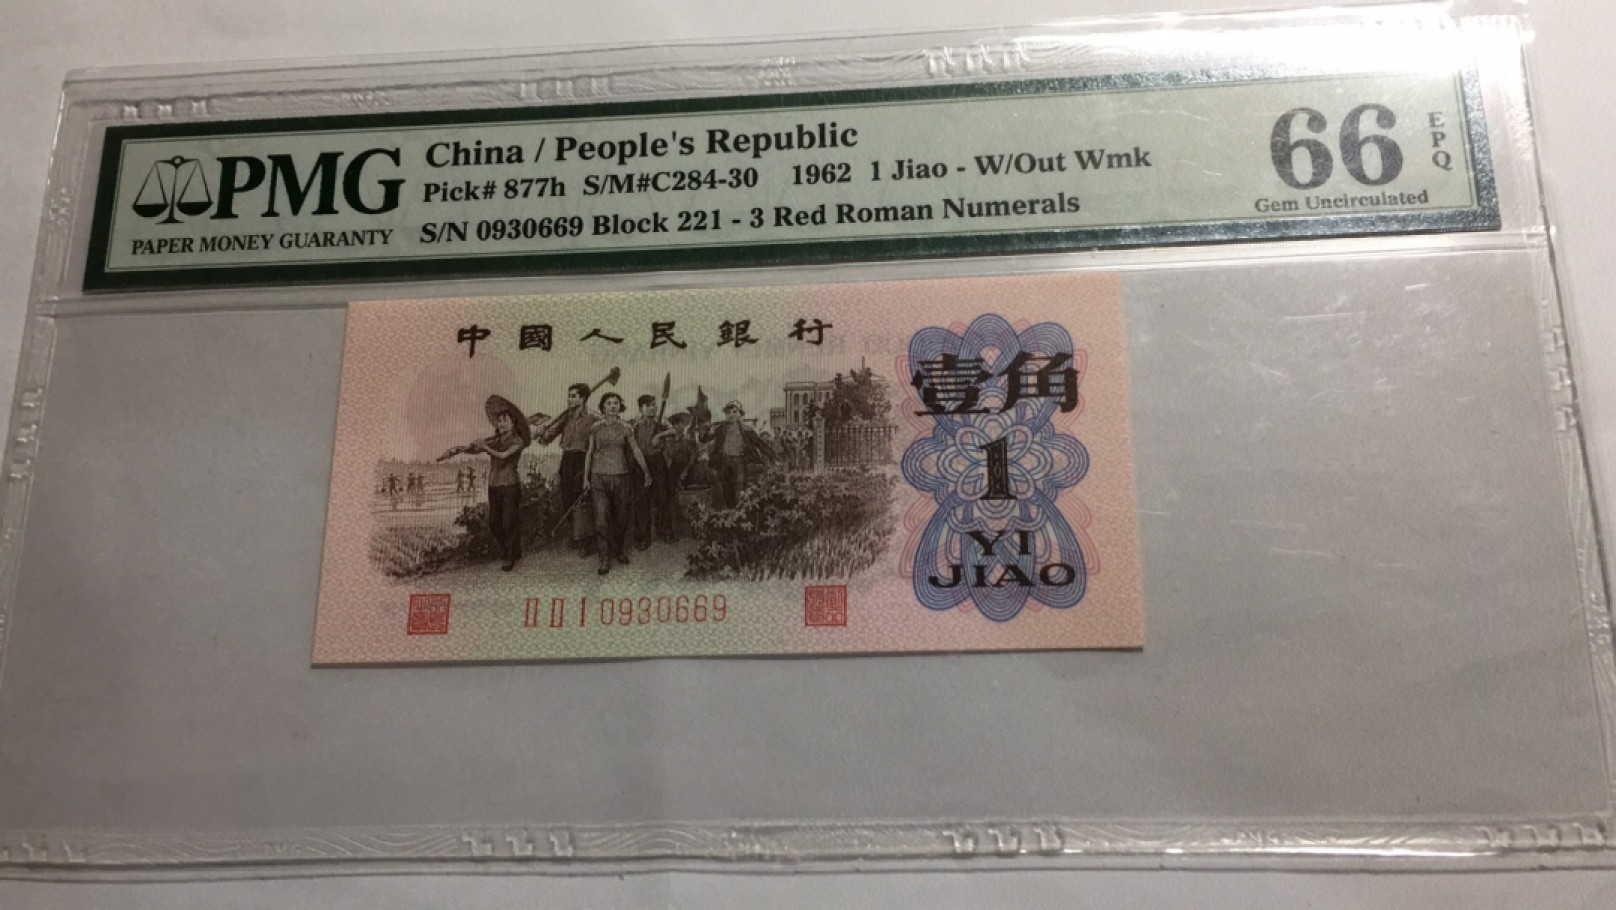 PMG
PAPER MONEY GUARANTY
China / People's Republic
Pick# 877h S/M#C284-30 1962 1 Jiao - W/Out Wmk
S/N 0930669 Block 221 - 3 Red Roman Numerals
66
EPQ
Gem Uncirculated
中國人民銀行
壹角
1
YI
JIAO
II II I 0930669